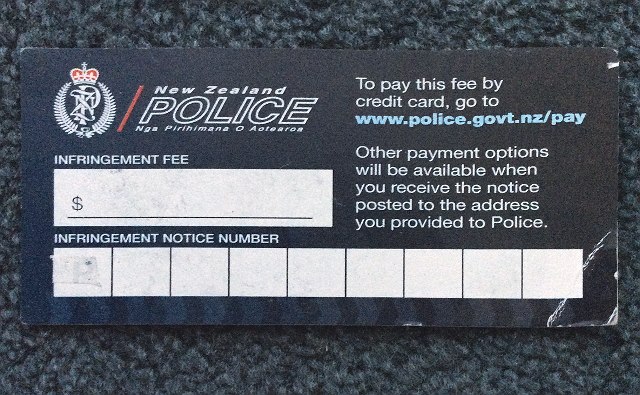 New Zealand
POLICE
Nga Pirihimana O Aotearoa
INFRINGEMENT FEE
$
INFRINGEMENT NOTICE NUMBER
To pay this fee by
credit card, go to
www.police.govt.nz/pay
Other payment options
will be available when
you receive the notice
posted to the address
you provided to Police.